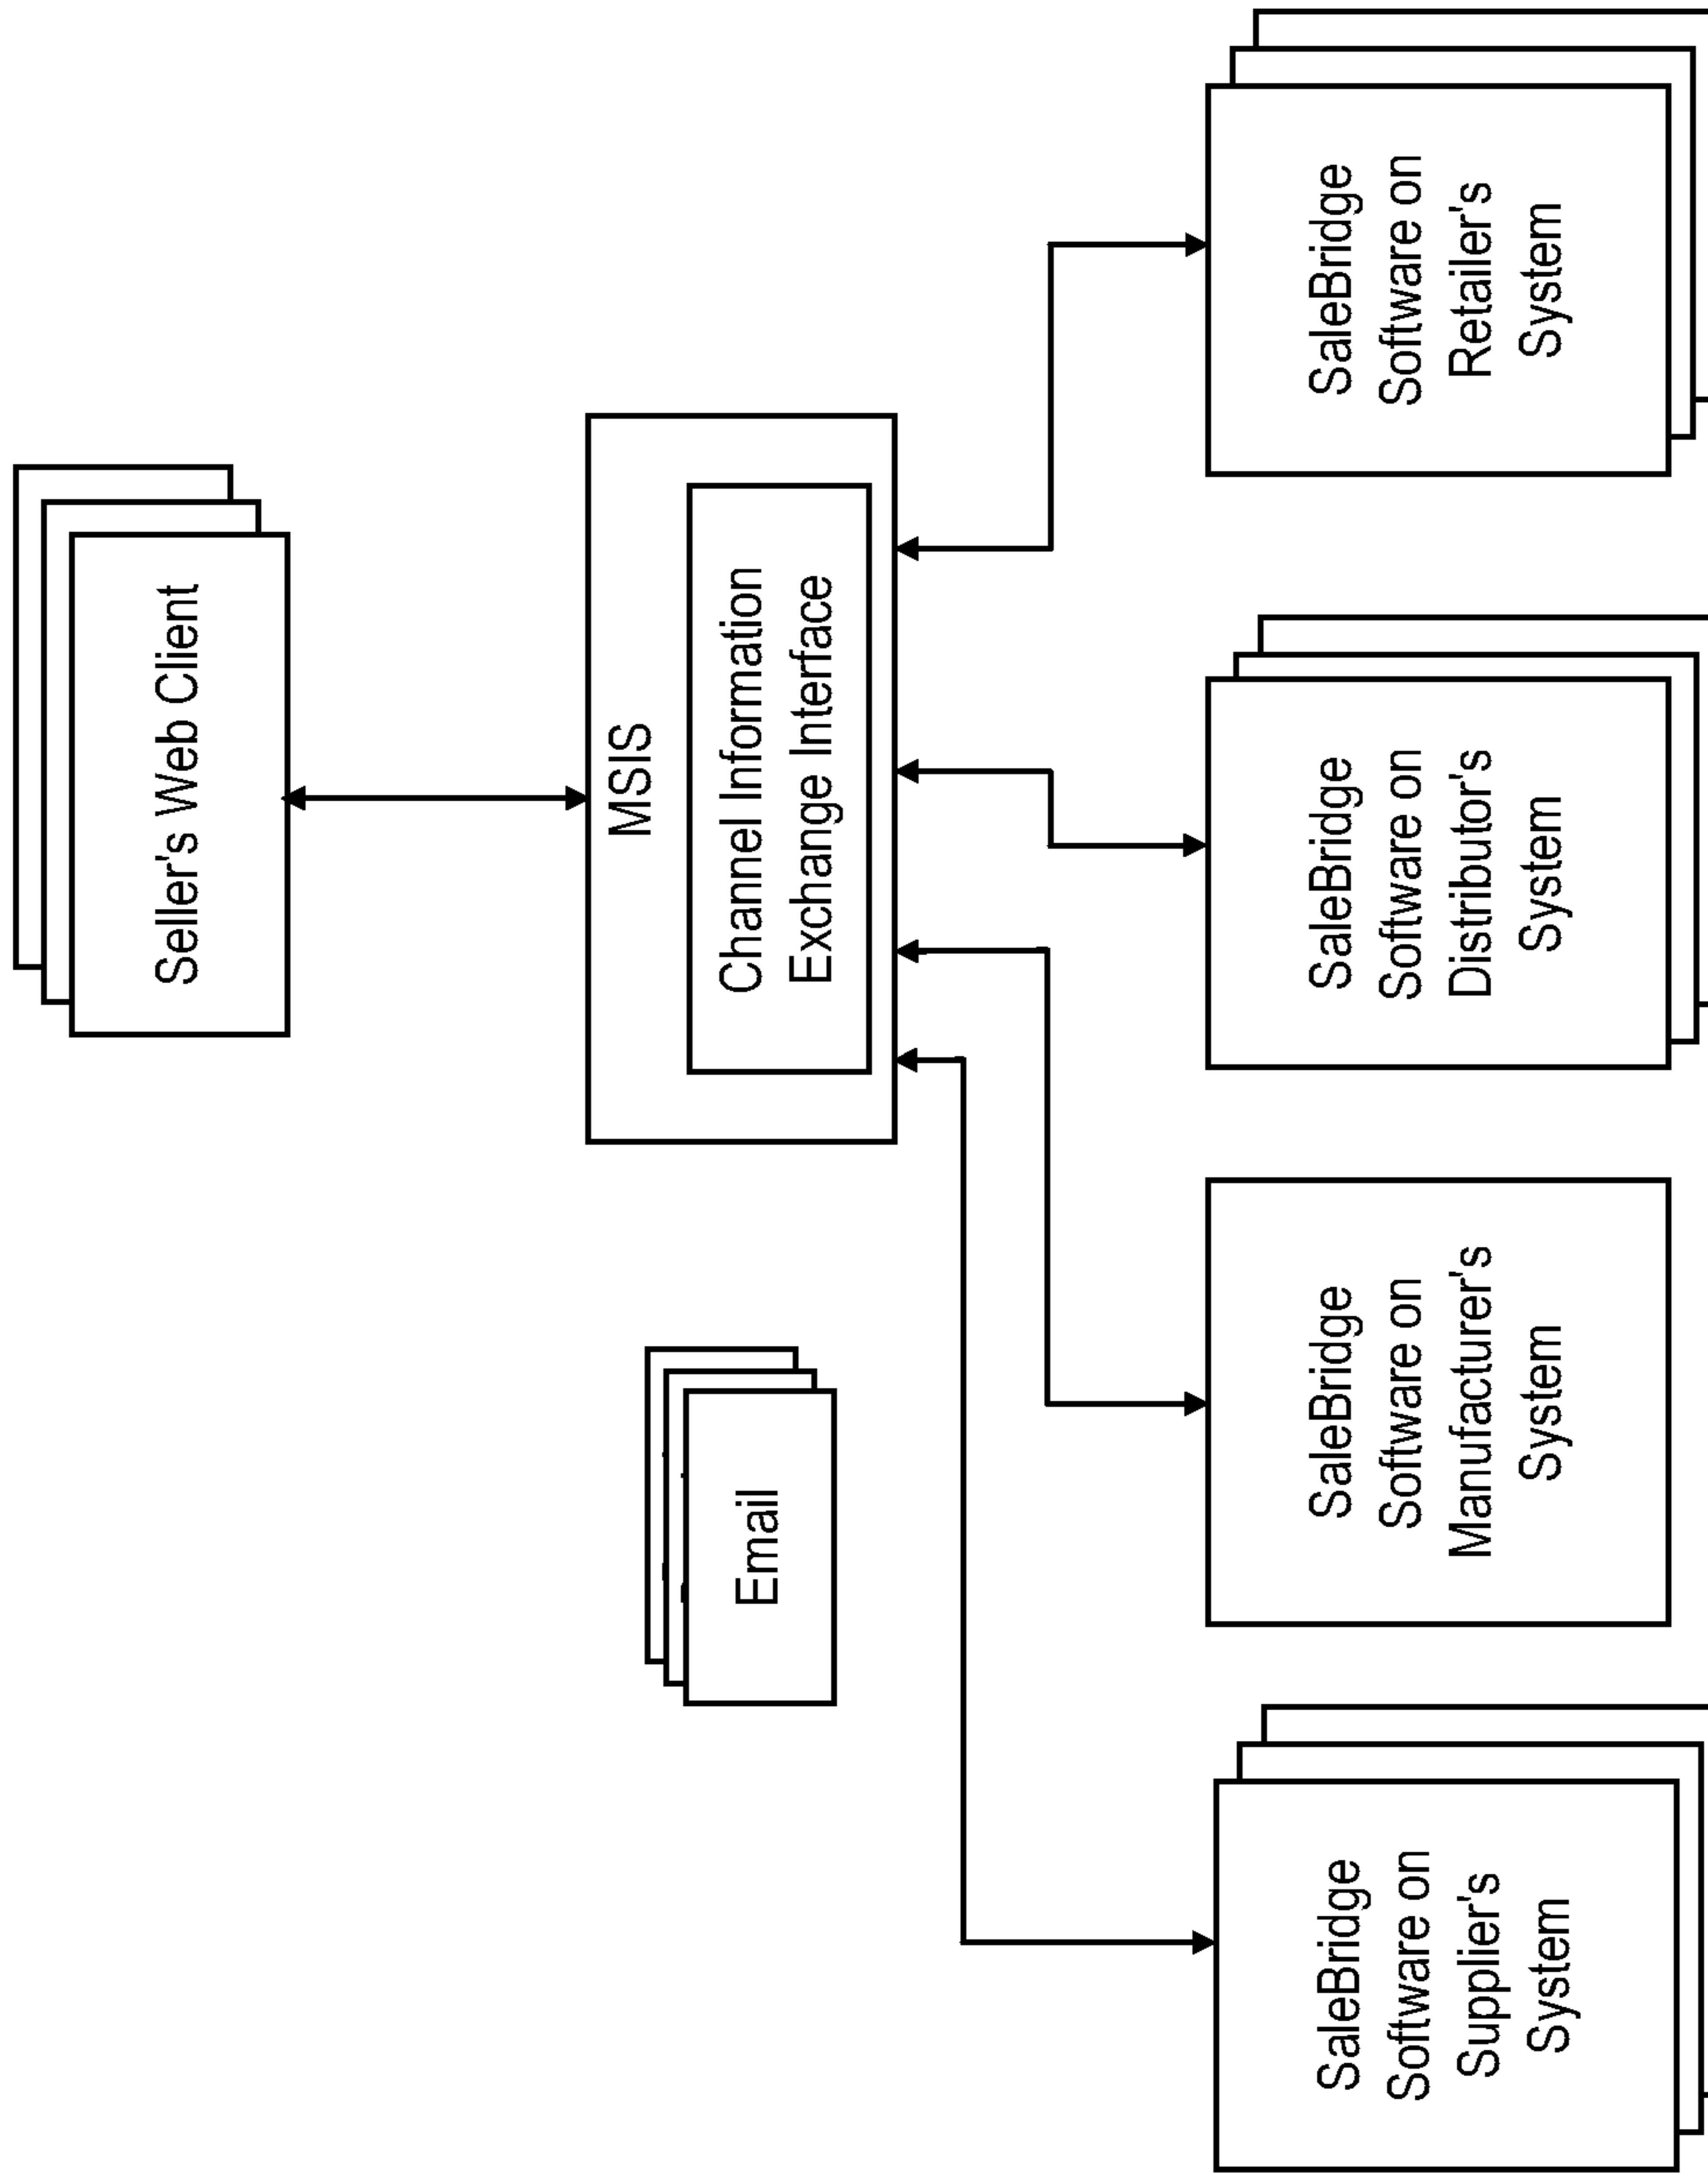 Seller's Web Client
MSIS
Channel Information
Exchange Interface
Email
SaleBridge
Software on
Supplier's
System
SaleBridge
Software on
Manufacturer's
System
SaleBridge
Software on
Distributor's
System
SaleBridge
Software on
Retailer's
System